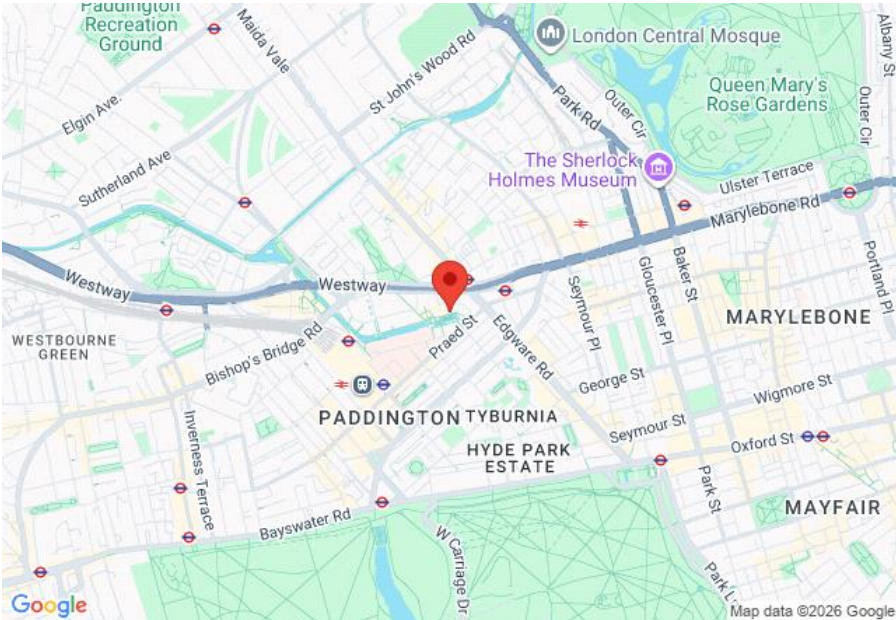 Paddington
Recreation
Ground
Maida Vale
St John's Wood Rd
London Central Mosque
Albany St
Elgin Ave.
Park Rd
Outer Cir
Queen Mary's
Rose Gardens
Outer Cir
Sutherland Ave
The Sherlock
Holmes Museum
Ulster Terrace
Marylebone Rd
Westway
Westway
Baker St
Portland Pl
Seymour Pl
Gloucester Pl
MARYLEBONE
WESTBOURNE
GREEN
Bishop's Bridge Rd
Praed St
Edgware Rd
George St
Wigmore St
PADDINGTON
TYBURNIA
Seymour St
Oxford St
Inverness Terrace
HYDE PARK
ESTATE
Park St
MAYFAIR
Bayswater Rd
W Carriage Dr
Park L
Google
Map data ©2026 Google